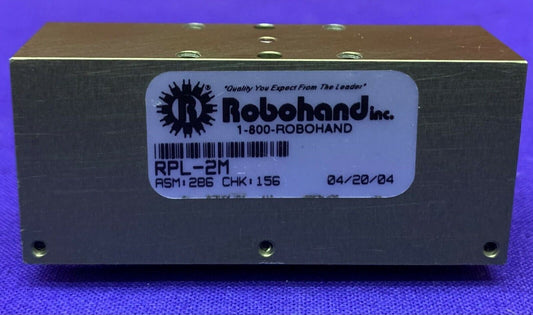 "Quality You Expect From The Leader"
R®
Robohand inc.
1-800-ROBOHAND
RPL-2M
ASM:286 CHK:156 04/20/04